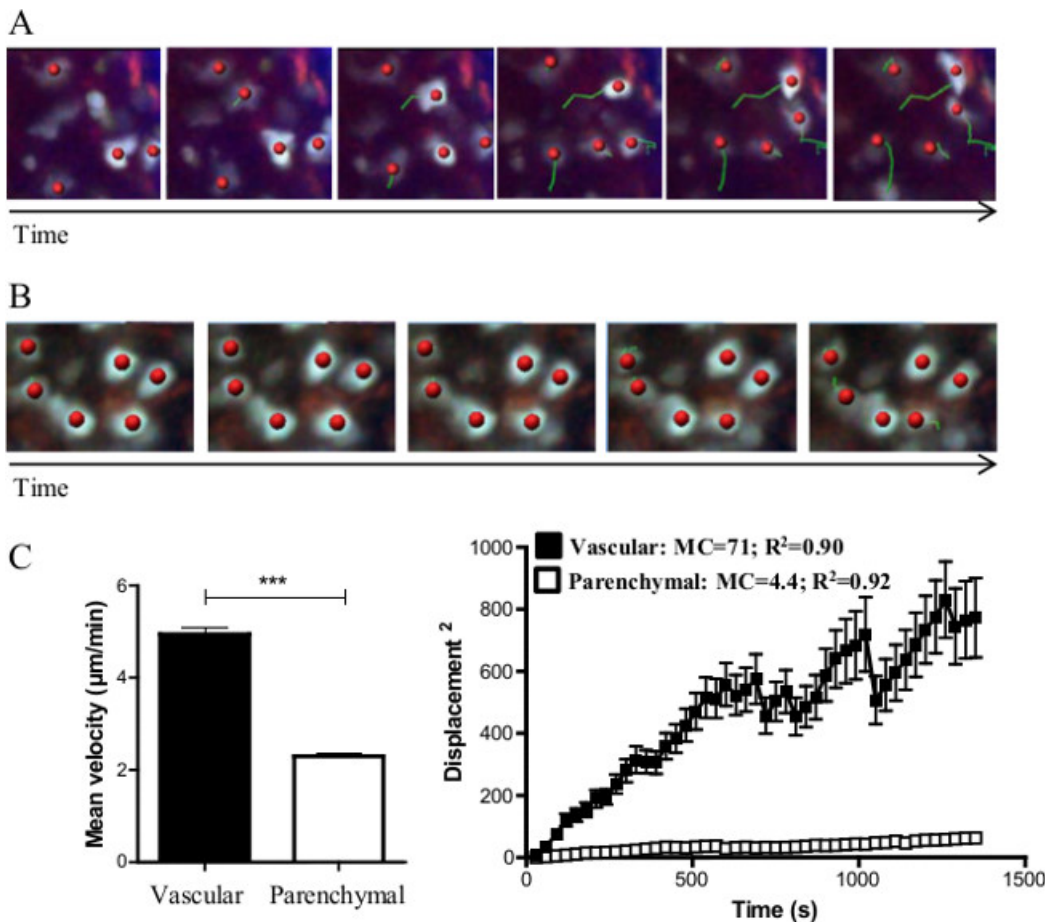 A
Time
B
Time
C
Mean velocity (µm/min)
6
4
2
0
***
Vascular
Parenchymal
Vascular: MC=71; R²=0.90
Parenchymal: MC=4.4; R²=0.92
Displacement ²
1000
800
600
400
200
0
0
500
1000
1500
Time (s)